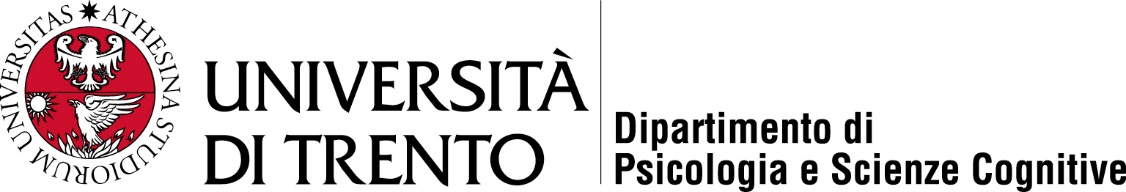 ATHESINA STUDIORUM UNIVERSITAS
UNIVERSITÀ
DI TRENTO
Dipartimento di
Psicologia e Scienze Cognitive